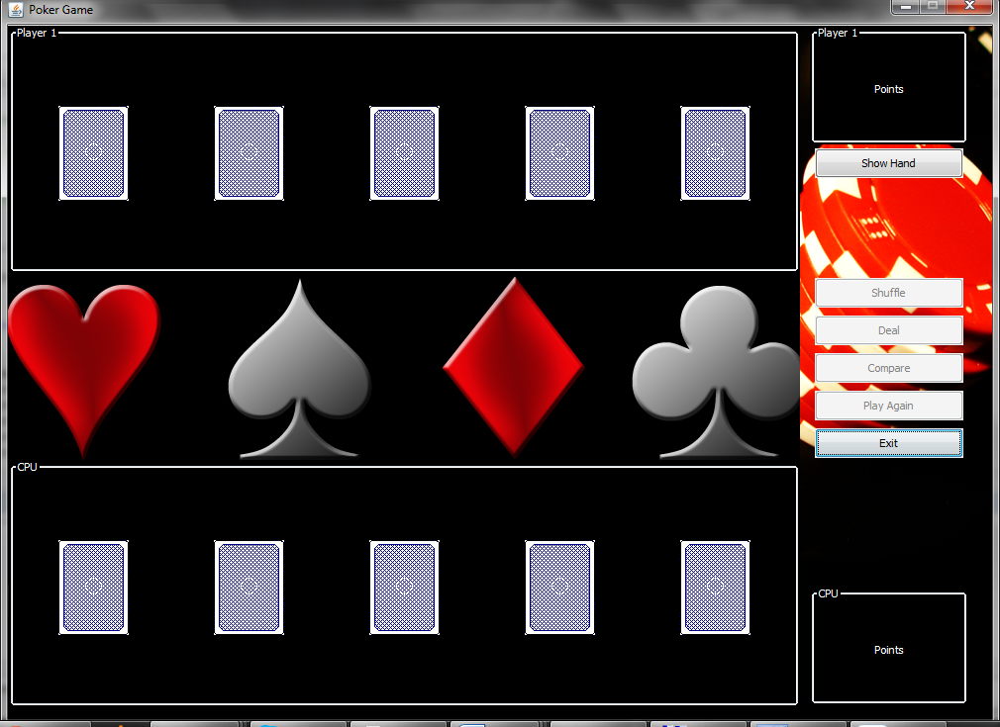 Poker Game
Player 1
Player 1
Points
Show Hand
Shuffle
Deal
Compare
Play Again
Exit
CPU
CPU
Points